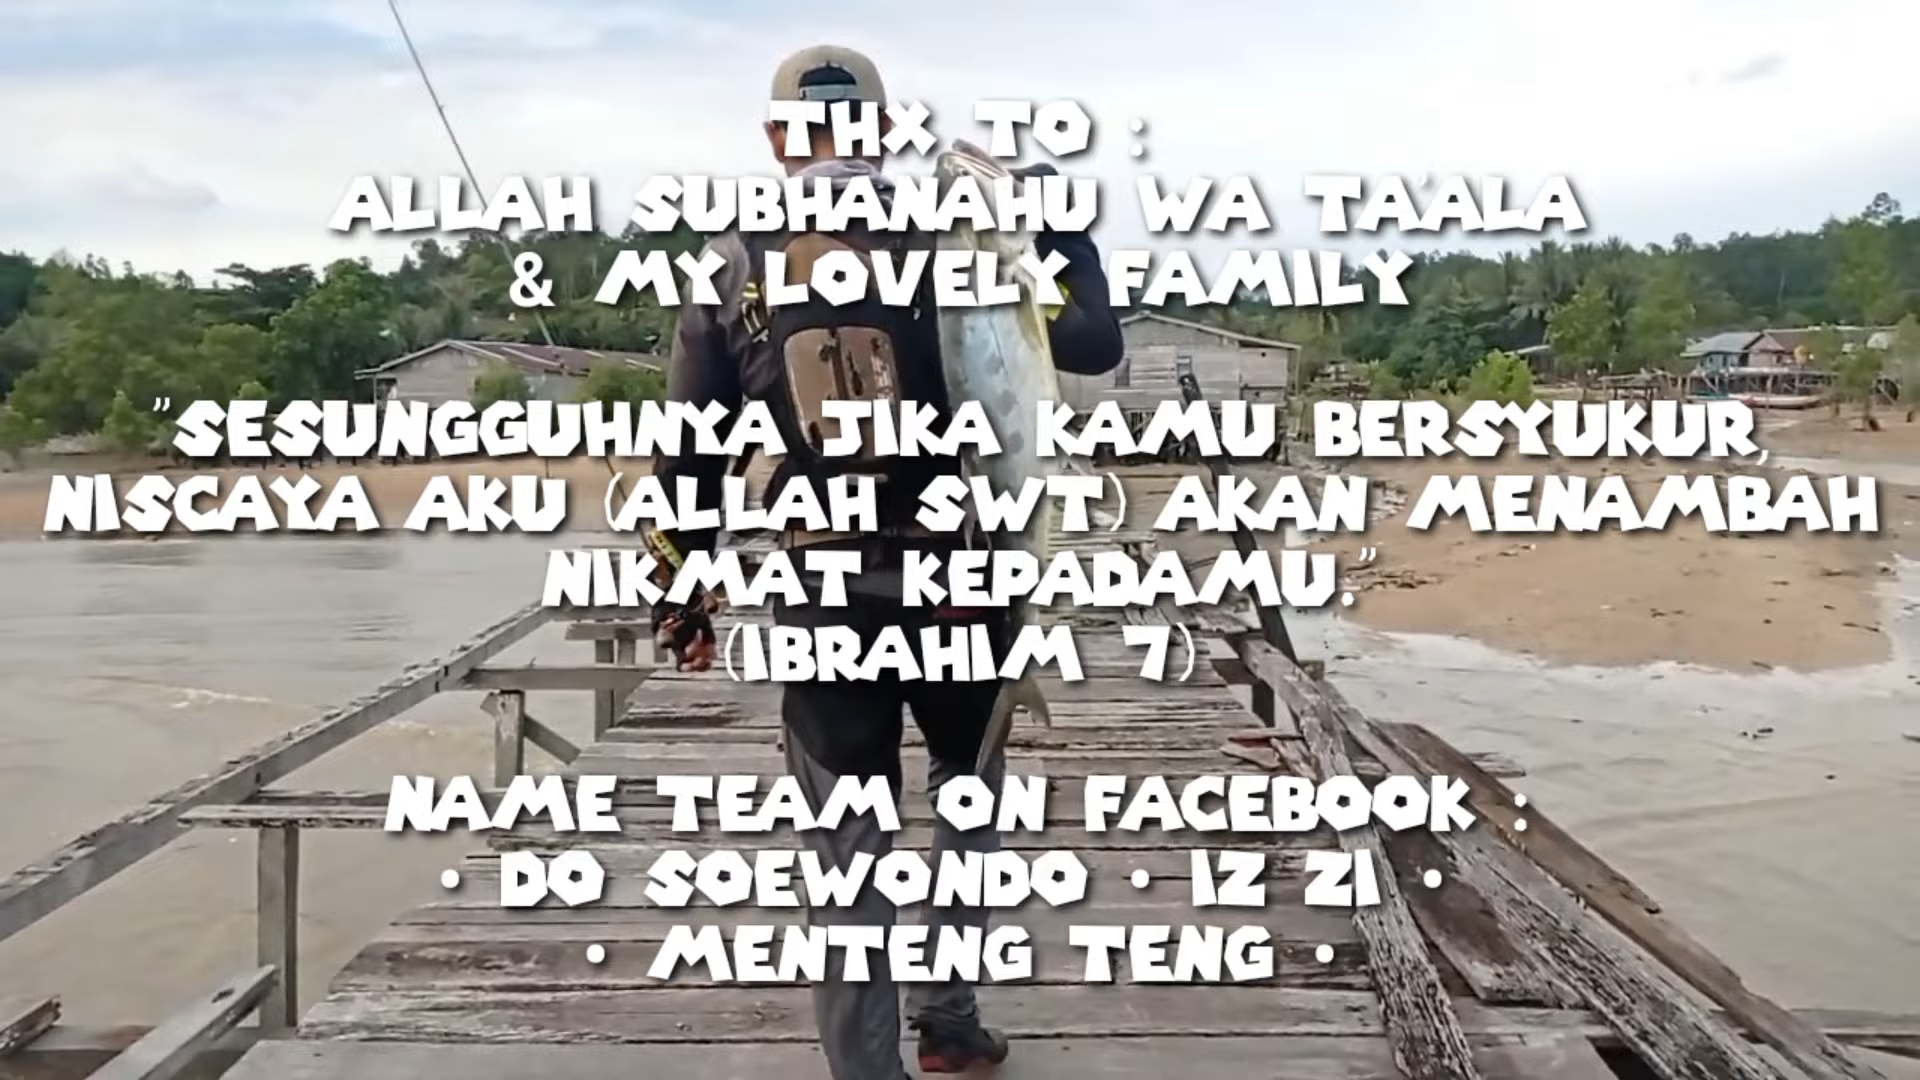 THX TO :
ALLAH SUBHANAHU WA TA'ALA
& MY LOVELY FAMILY
"SESUNGGUHNYA JIKA KAMU BERSYUKUR,
NISCAYA AKU (ALLAH SWT) AKAN MENAMBAH
NIKMAT KEPADAMU."
(IBRAHIM 7)
NAME TEAM ON FACEBOOK :
• DO SOEWONDO • IZ ZI •
• MENTENG TENG •